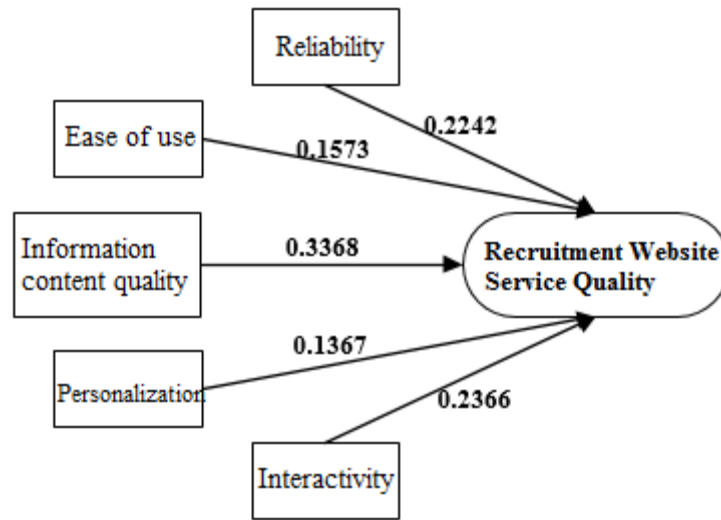 Reliability
0.2242
Ease of use
0.1573
Information
content quality
0.3368
Recruitment Website
Service Quality
Personalization
0.1367
0.2366
Interactivity